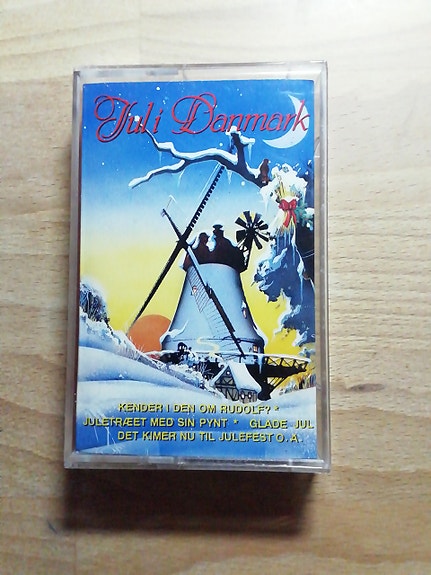 Jul i Danmark
KENDER I DEN OM RUDOLF? *
JULETRÆET MED SIN PYNT * GLADE JUL
DET KIMER NU TIL JULEFEST O. A.